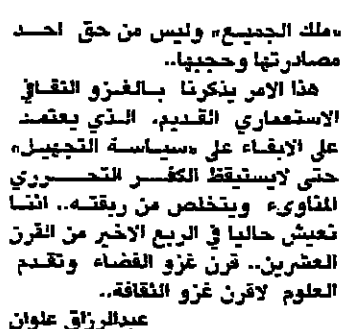 «ملك الجميع» وليس من حق احد
مصادرتها وحجبها..
هذا الامر يذكرنا بالغزو الثقافي
الاستعماري القديم. الذي يعتمد
على الابقاء على «سياسة التجهيل»
حتى لايستيقظ الفكر التحرري
المناوىء ويتخلص من ربقته.. اننا
نعيش حاليا في الربع الاخير من القرن
العشرين.. قرن غزو الفضاء وتقدم
العلوم لاقرن غزو الثقافة..
عبدالرزاق علوان